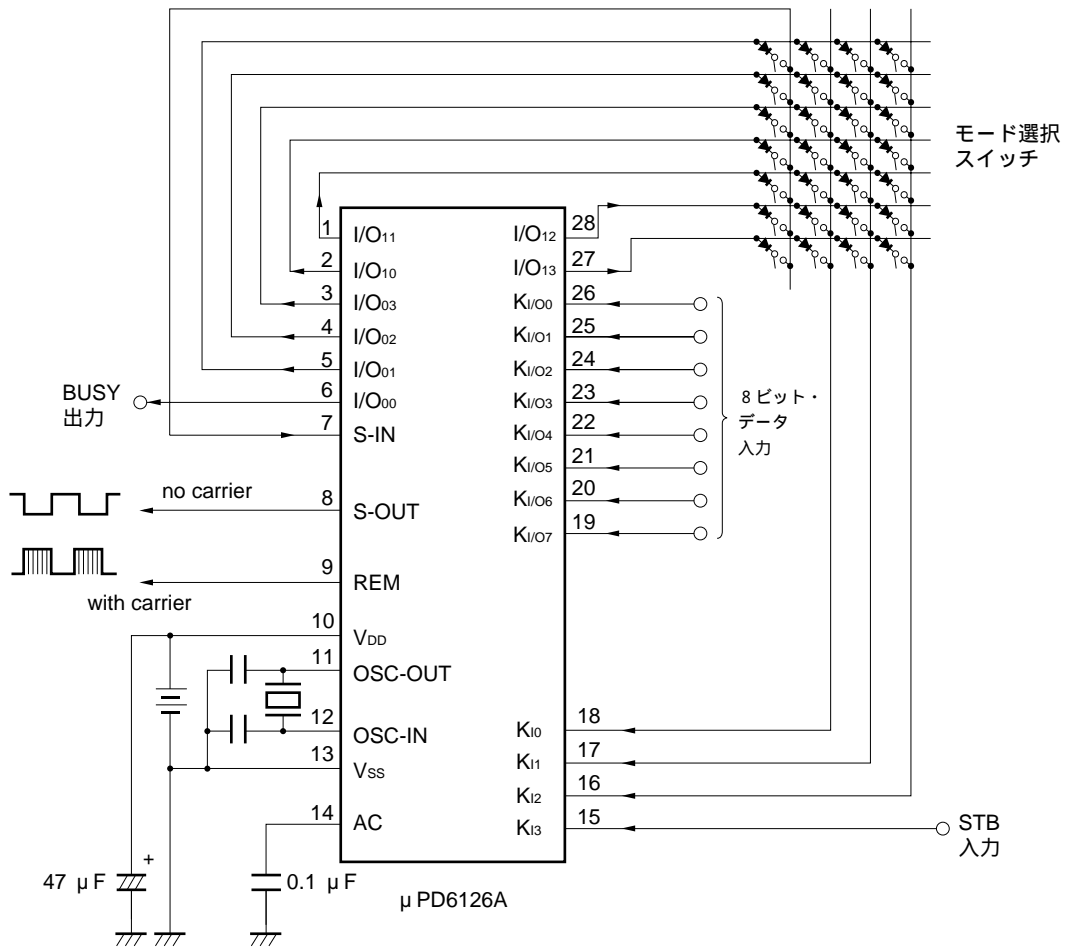 モード選択
スイッチ
1 I/O11
2 I/O10
3 I/O03
4 I/O02
5 I/O01
6 I/O00
7 S-IN
8 S-OUT
9 REM
10 VDD
11 OSC-OUT
12 OSC-IN
13 VSS
14 AC
28 I/O12
27 I/O13
26 KI/O0
25 KI/O1
24 KI/O2
23 KI/O3
22 KI/O4
21 KI/O5
20 KI/O6
19 KI/O7
18 KI0
17 KI1
16 KI2
15 KI3
BUSY
出力
no carrier
with carrier
8 ビット・
データ
入力
STB
入力
+
47 μF
0.1 μF
μPD6126A